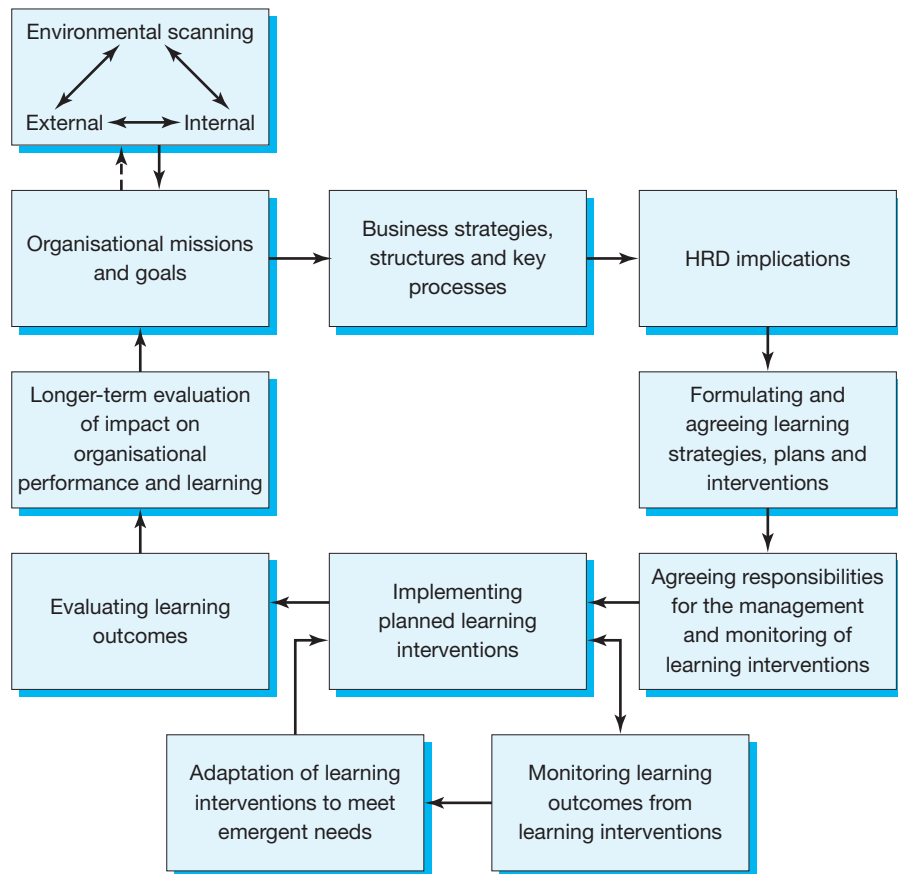 Environmental scanning
External Internal
Organisational missions
and goals
Business strategies,
structures and key
processes
HRD implications
Longer-term evaluation
of impact on
organisational
performance and learning
Formulating and
agreeing learning
strategies, plans and
interventions
Evaluating learning
outcomes
Implementing
planned learning
interventions
Agreeing responsibilities
for the management
and monitoring of
learning interventions
Adaptation of learning
interventions to meet
emergent needs
Monitoring learning
outcomes from
learning interventions